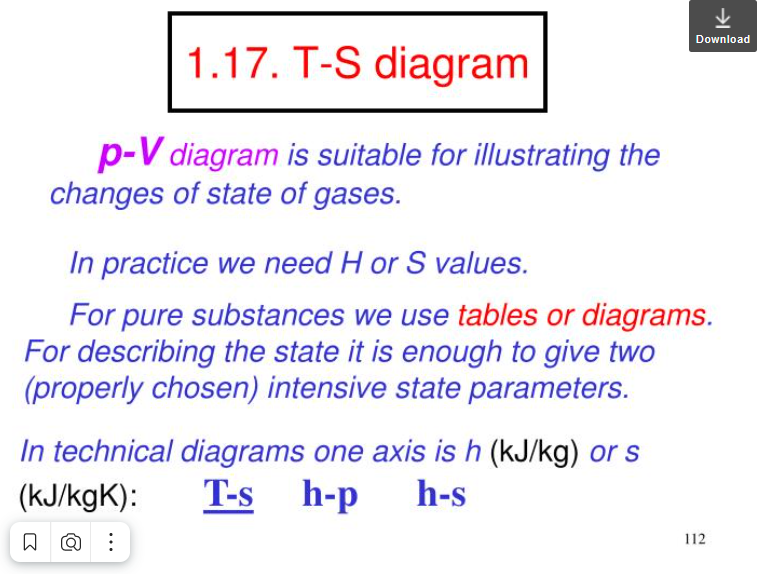 Download
1.17. T-S diagram
p-V diagram is suitable for illustrating the
changes of state of gases.
In practice we need H or S values.
For pure substances we use tables or diagrams.
For describing the state it is enough to give two
(properly chosen) intensive state parameters.
In technical diagrams one axis is h (kJ/kg) or s
(kJ/kgK): T-s h-p h-s
112